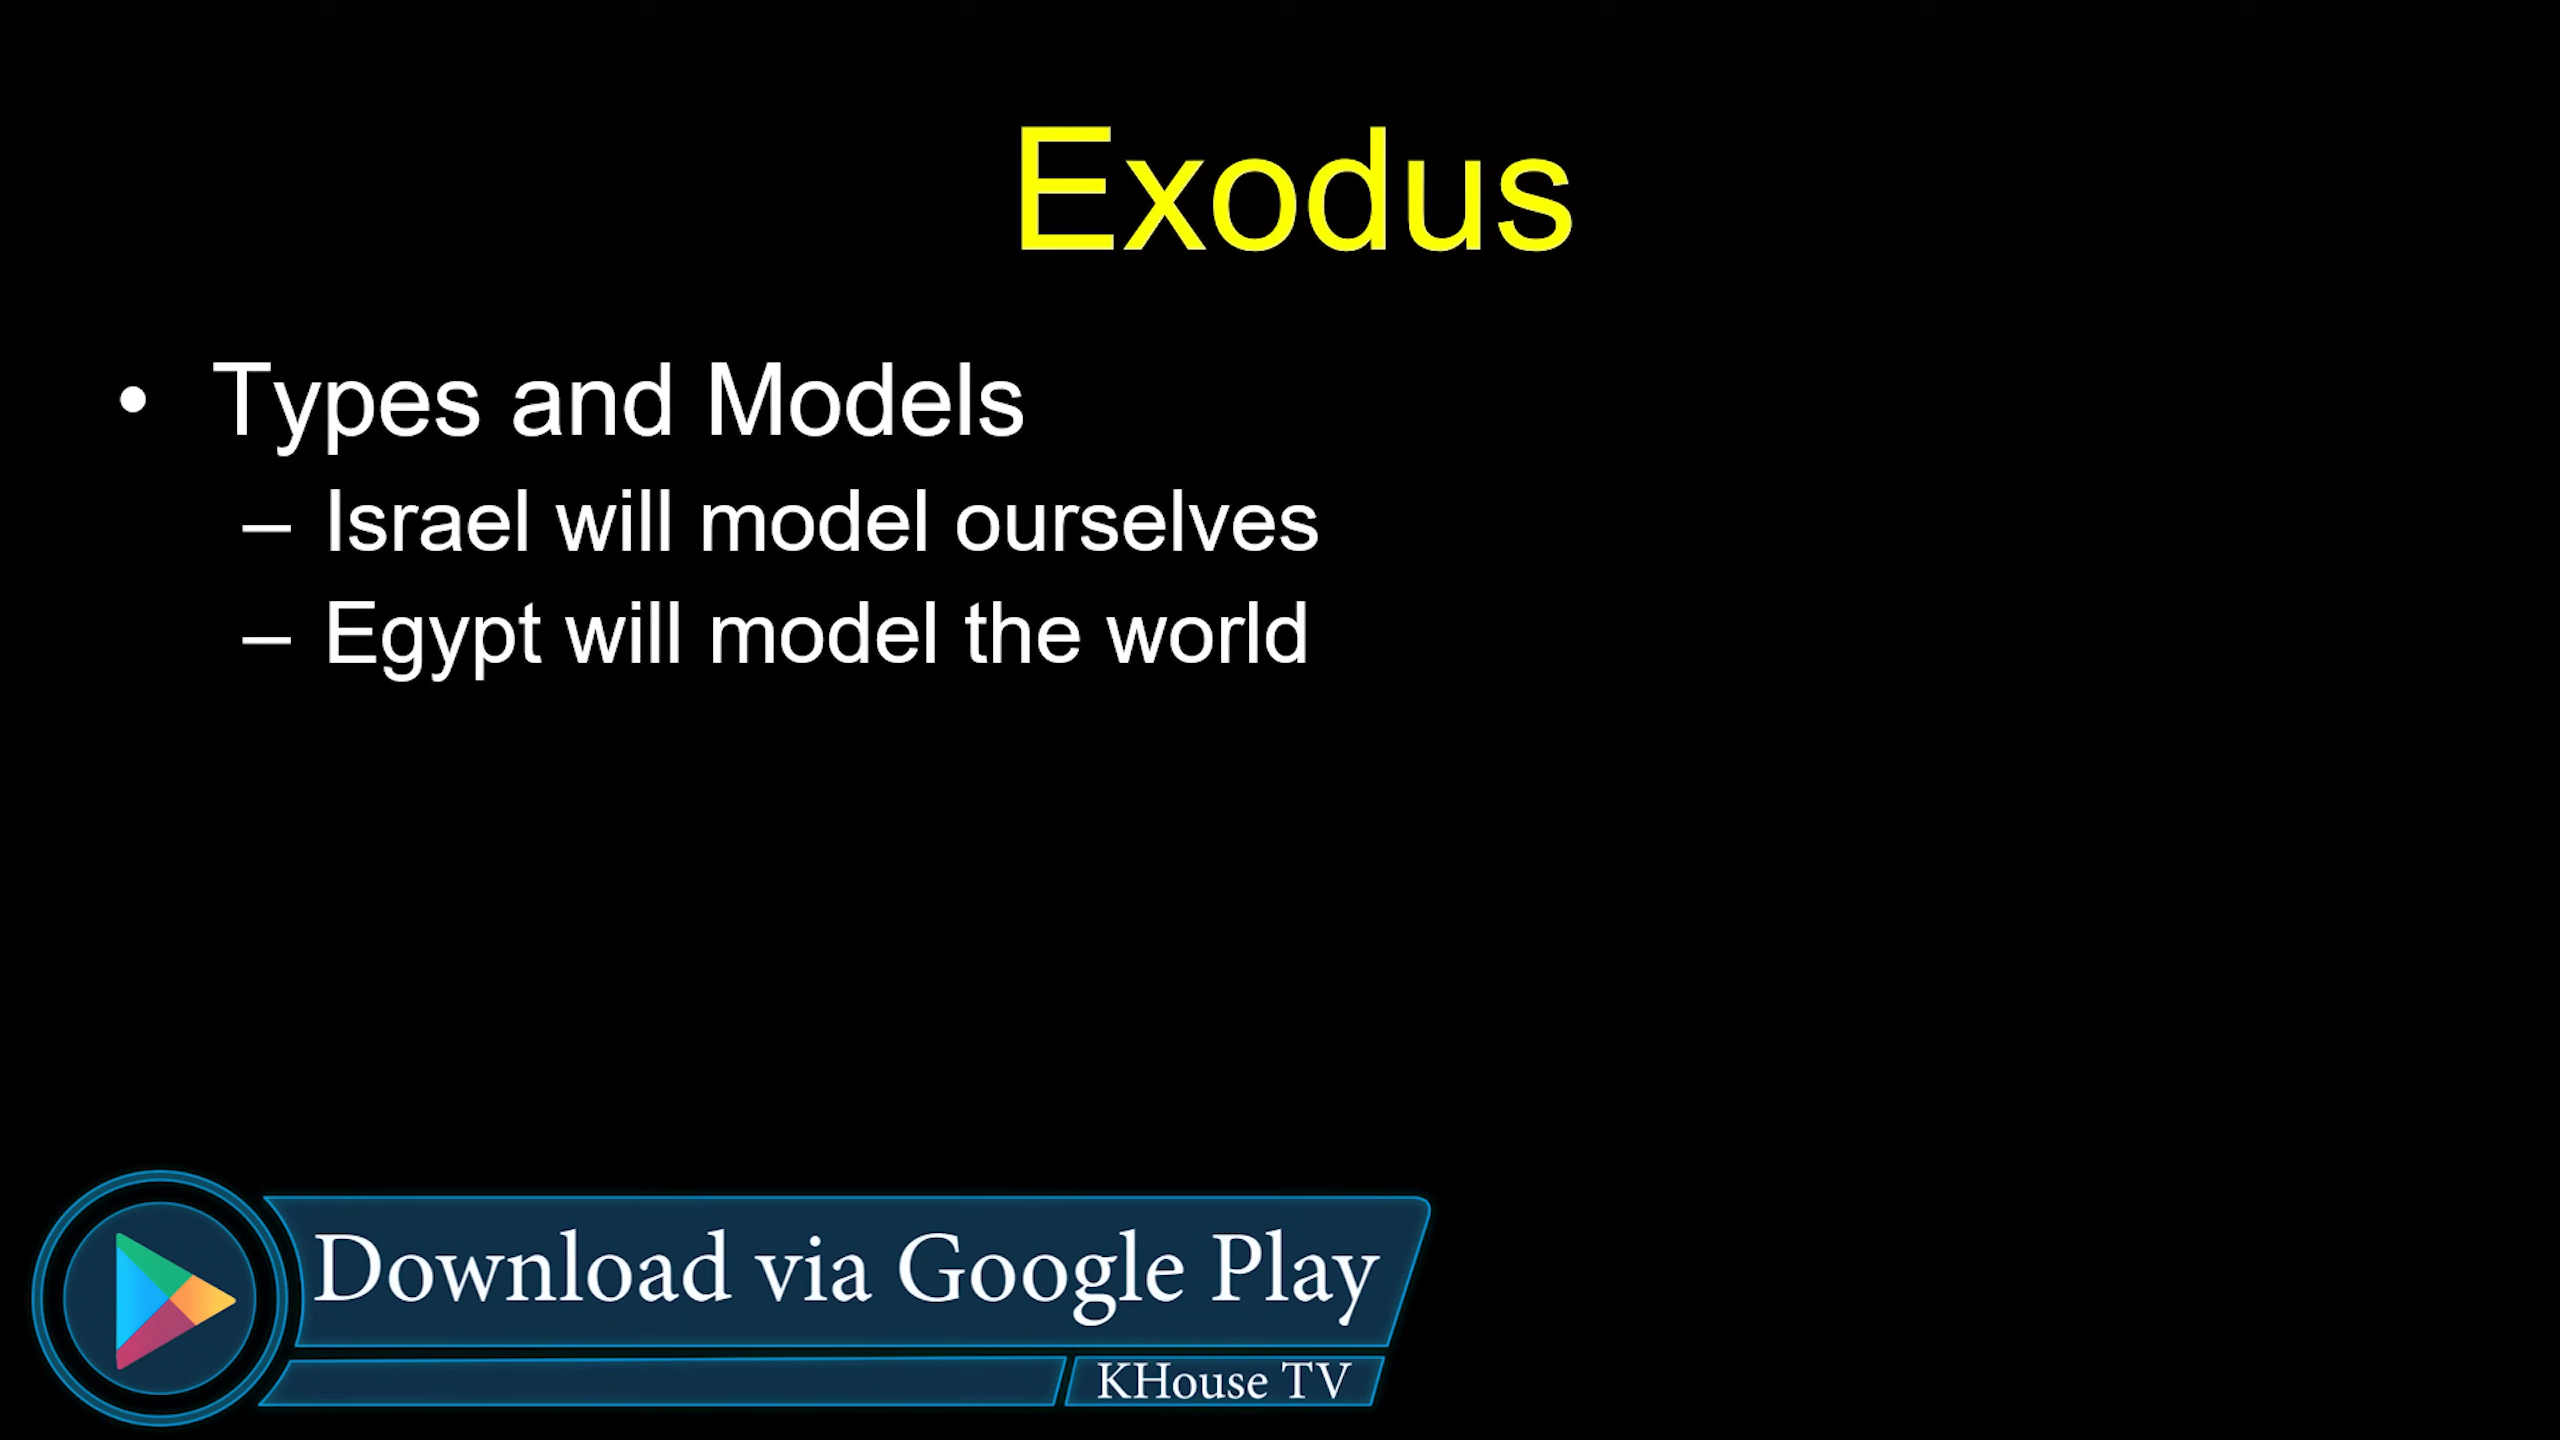 Exodus
• Types and Models
– Israel will model ourselves
– Egypt will model the world
Download via Google Play
KHouse TV